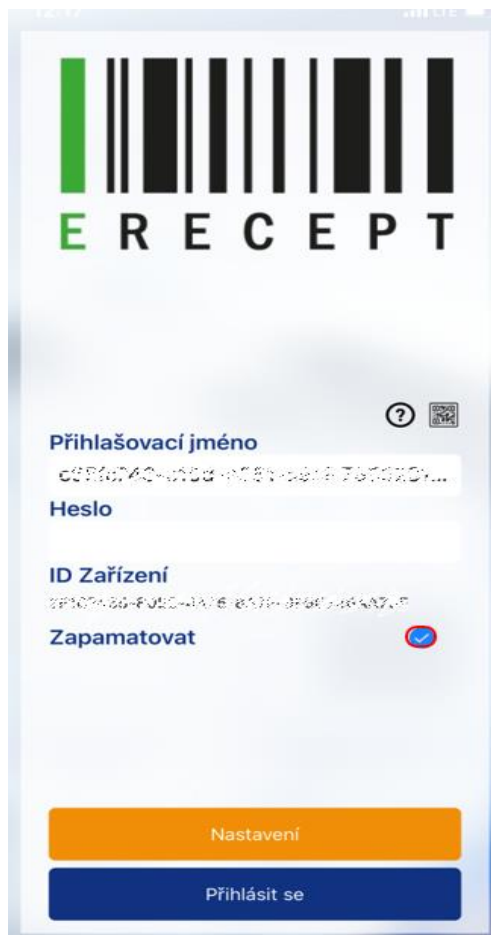 ERECEPT
Přihlašovací jméno
Heslo
ID Zařízení
Zapamatovat
Nastavení
Přihlásit se